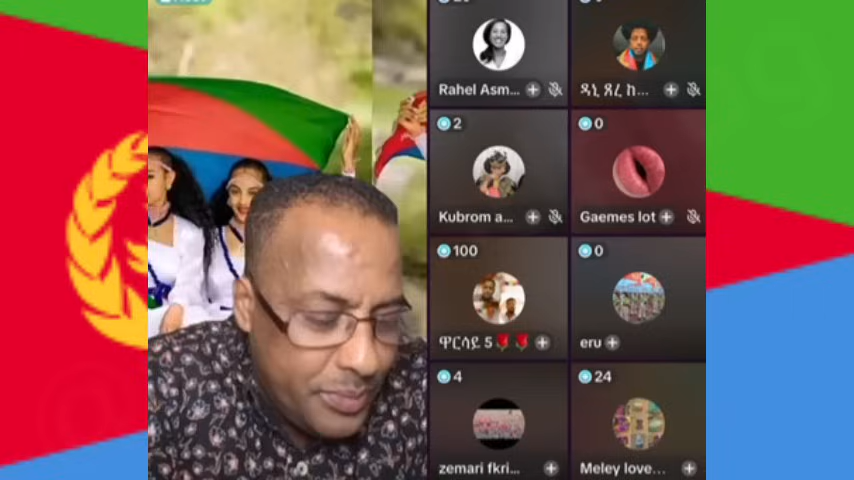 Rahel Asm...
ዳኒ ጸረ ከ...
2
0
Kubrom a...
Gaemes lot
100
0
ዋርሳይ 5🌹🌹
eru
4
24
zemari fkri...
Meley love...